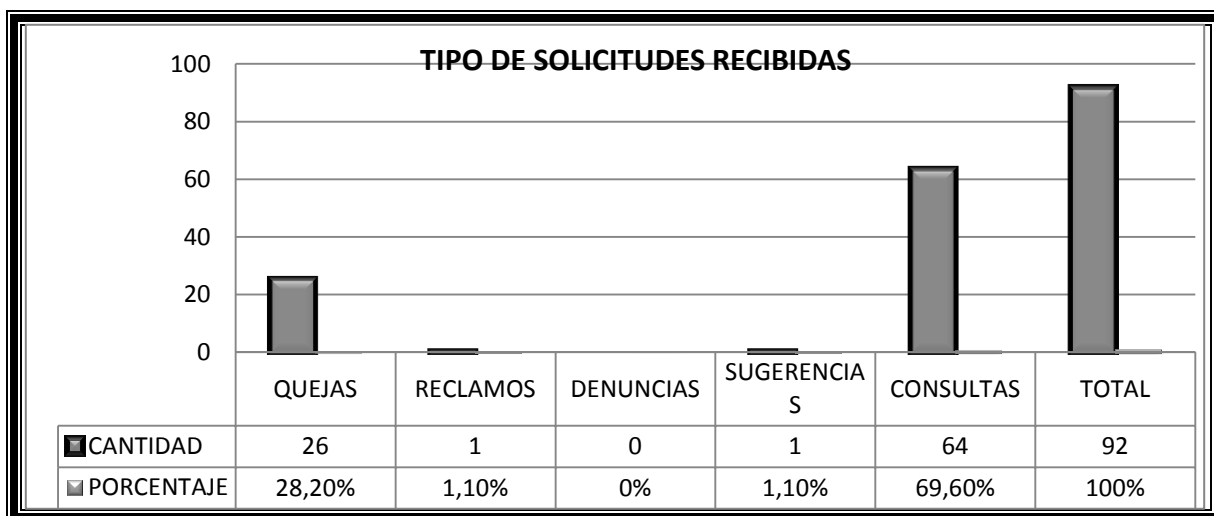 TIPO DE SOLICITUDES RECIBIDAS
100
80
60
40
20
0
QUEJAS RECLAMOS DENUNCIAS SUGERENCIA
S CONSULTAS TOTAL
CANTIDAD 26 1 0 1 64 92
PORCENTAJE 28,20% 1,10% 0% 1,10% 69,60% 100%